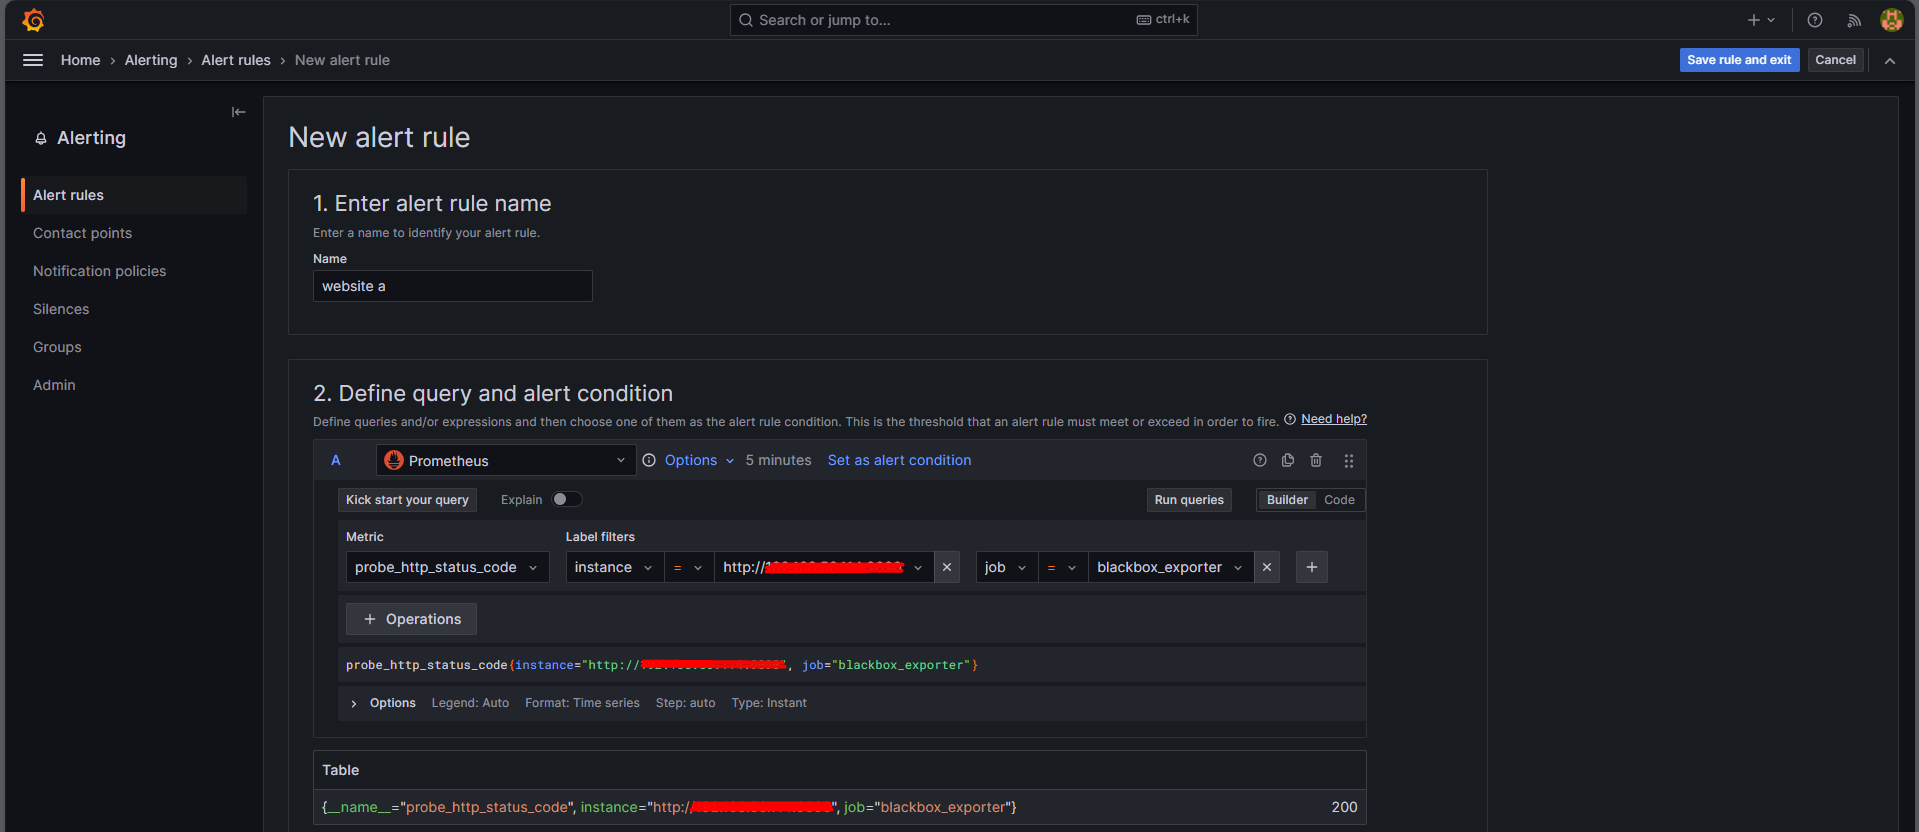 Search or jump to... ctrl+k
Home › Alerting › Alert rules › New alert rule
Save rule and exit Cancel
Alerting
Alert rules
Contact points
Notification policies
Silences
Groups
Admin
New alert rule
1. Enter alert rule name
Enter a name to identify your alert rule.
Name
website a
2. Define query and alert condition
Define queries and/or expressions and then choose one of them as the alert rule condition. This is the threshold that an alert rule must meet or exceed in order to fire. Need help?
A Prometheus Options 5 minutes Set as alert condition
Kick start your query Explain Run queries Builder Code
Metric Label filters
probe_http_status_code instance = http:// job = blackbox_exporter
+ Operations
probe_http_status_code{instance="http://", job="blackbox_exporter"}
Options Legend: Auto Format: Time series Step: auto Type: Instant
Table
{__name__="probe_http_status_code", instance="http:/", job="blackbox_exporter"} 200